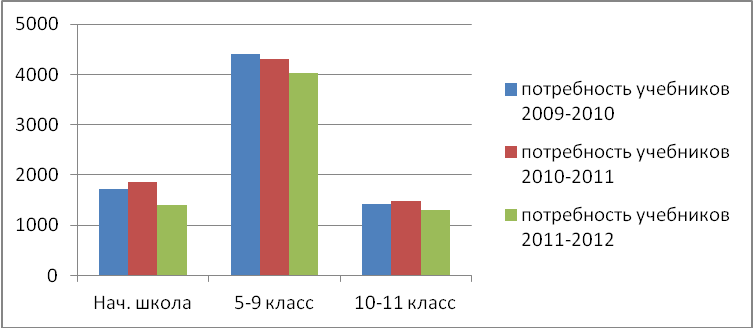 5000
4000
3000
2000
1000
0
Нач. школа
5-9 класс
10-11 класс
потребность учебников
2009-2010
потребность учебников
2010-2011
потребность учебников
2011-2012